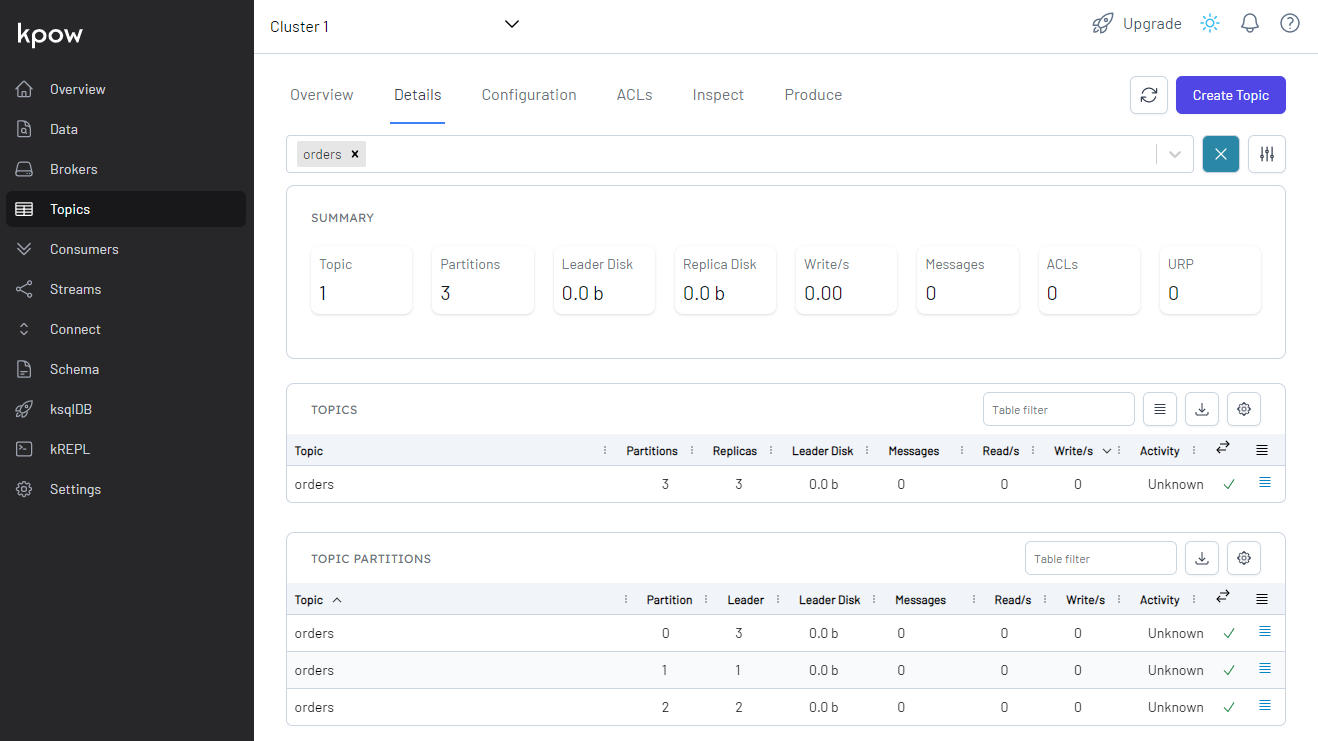 kpow
Cluster 1
Upgrade
Overview
Data
Brokers
Topics
Consumers
Streams
Connect
Schema
ksqlDB
kREPL
Settings
Overview Details Configuration ACLs Inspect Produce
Create Topic
orders
SUMMARY
Topic Partitions Leader Disk Replica Disk Write/s Messages ACLs URP
1 3 0.0 b 0.0 b 0.00 0 0 0
TOPICS
Table filter
Topic Partitions Replicas Leader Disk Messages Read/s Write/s Activity
orders 3 3 0.0 b 0 0 0 Unknown
TOPIC PARTITIONS
Table filter
Topic Partition Leader Leader Disk Messages Read/s Write/s Activity
orders 0 3 0.0 b 0 0 0 Unknown
orders 1 1 0.0 b 0 0 0 Unknown
orders 2 2 0.0 b 0 0 0 Unknown